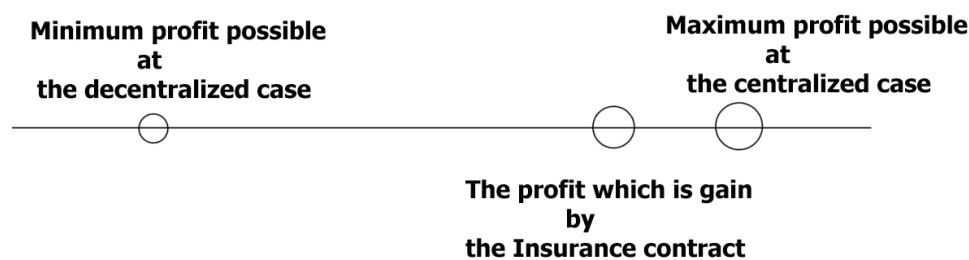 Minimum profit possible
at
the decentralized case
Maximum profit possible
at
the centralized case
The profit which is gain
by
the Insurance contract